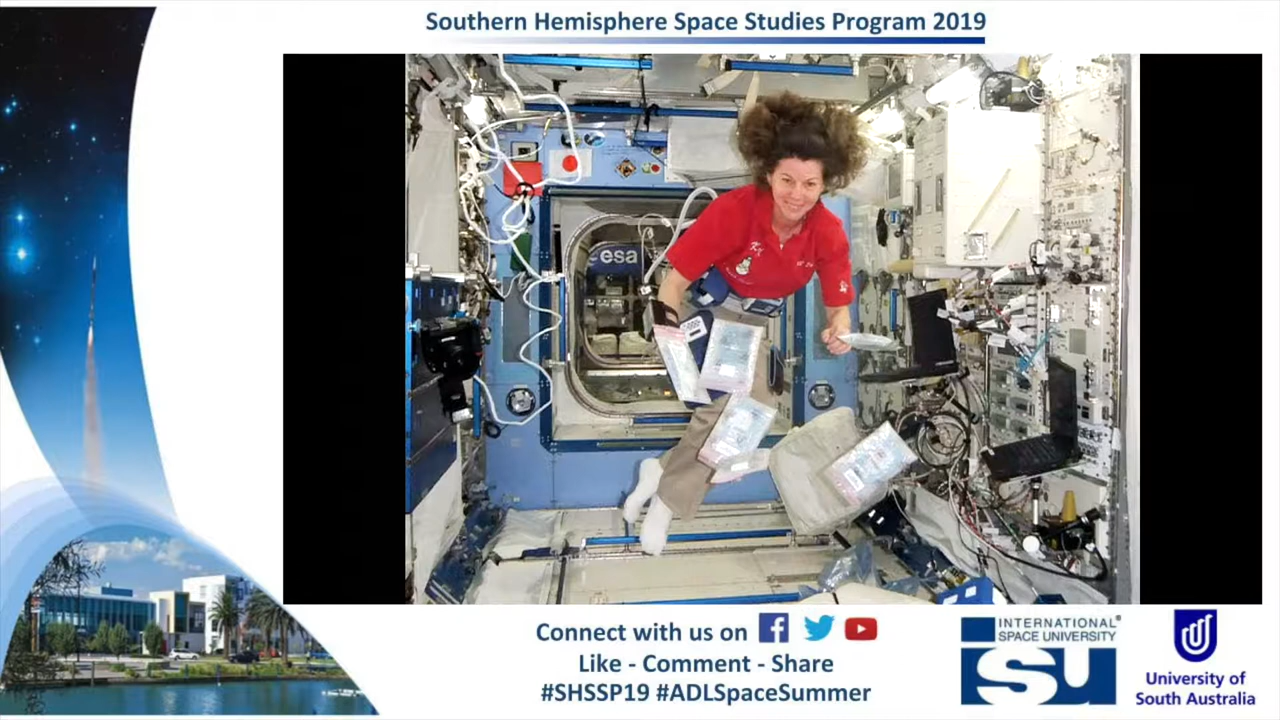 Southern Hemisphere Space Studies Program 2019
esa
Connect with us on
Like - Comment - Share
#SHSSP19 #ADLSpaceSummer
INTERNATIONAL®
SPACE UNIVERSITY
ISU
University of
South Australia